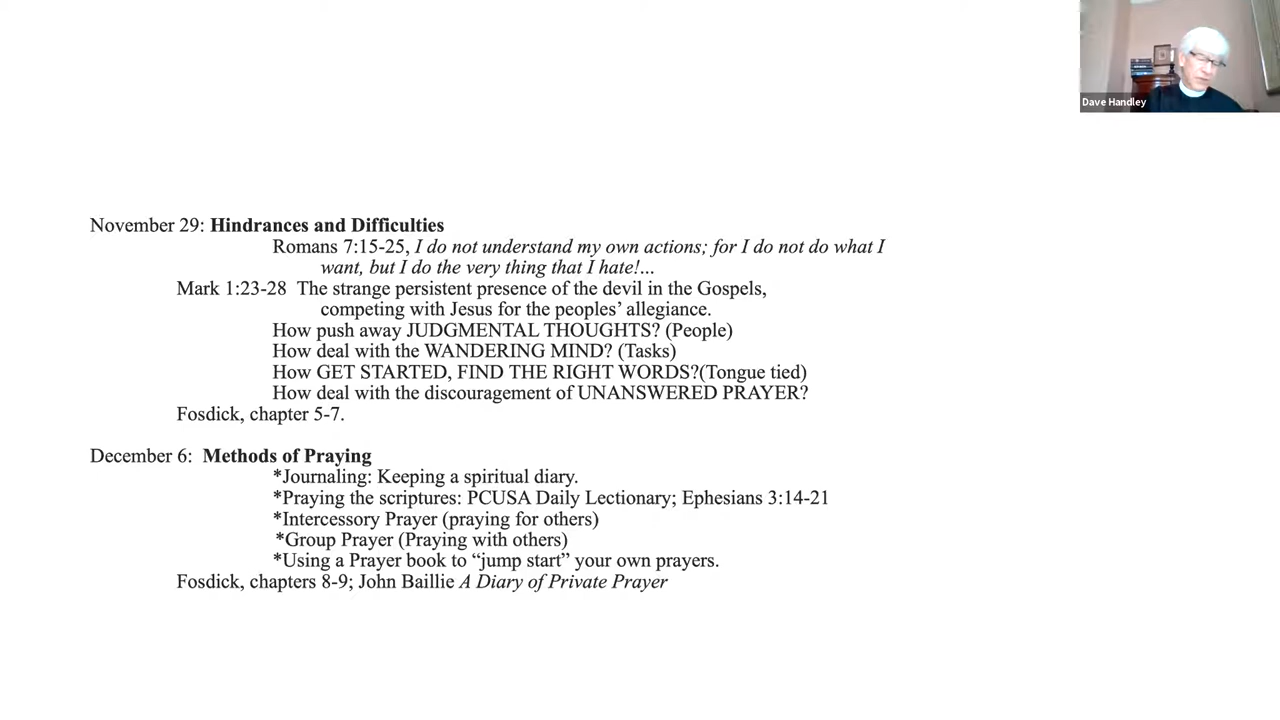 Dave Handley
November 29: Hindrances and Difficulties
Romans 7:15-25, I do not understand my own actions; for I do not do what I
want, but I do the very thing that I hate!...
Mark 1:23-28  The strange persistent presence of the devil in the Gospels,
competing with Jesus for the peoples’ allegiance.
How push away JUDGMENTAL THOUGHTS? (People)
How deal with the WANDERING MIND? (Tasks)
How GET STARTED, FIND THE RIGHT WORDS?(Tongue tied)
How deal with the discouragement of UNANSWERED PRAYER?
Fosdick, chapter 5-7.
December 6:  Methods of Praying
*Journaling: Keeping a spiritual diary.
*Praying the scriptures: PCUSA Daily Lectionary; Ephesians 3:14-21
*Intercessory Prayer (praying for others)
*Group Prayer (Praying with others)
*Using a Prayer book to “jump start” your own prayers.
Fosdick, chapters 8-9; John Baillie A Diary of Private Prayer